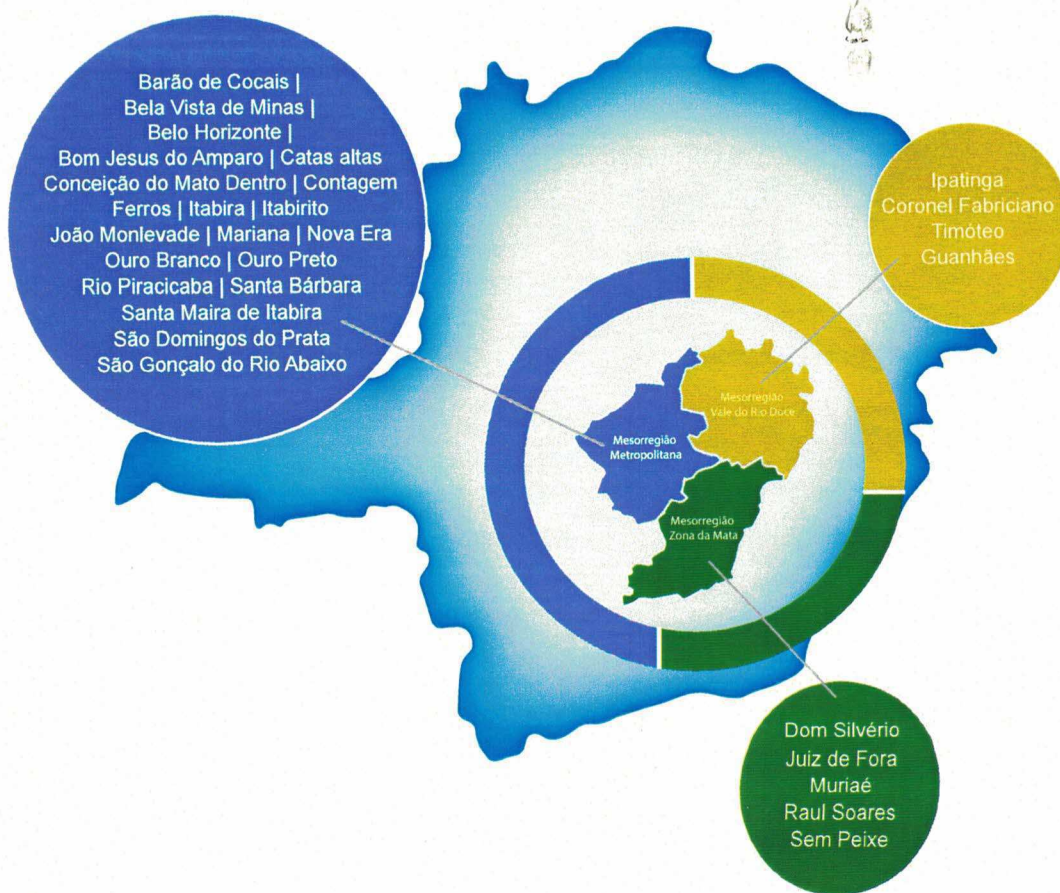 Barão de Cocais |
Bela Vista de Minas |
Belo Horizonte |
Bom Jesus do Amparo | Catas altas
Conceição do Mato Dentro | Contagem
Ferros | Itabira | Itabirito
João Monlevade | Mariana | Nova Era
Ouro Branco | Ouro Preto
Rio Piracicaba | Santa Bárbara
Santa Maira de Itabira
São Domingos do Prata
São Gonçalo do Rio Abaixo
Ipatinga
Coronel Fabriciano
Timóteo
Guanhães
Mesorregião
Vale do Rio Doce
Mesorregião
Metropolitana
Mesorregião
Zona da Mata
Dom Silvério
Juiz de Fora
Muriaé
Raul Soares
Sem Peixe